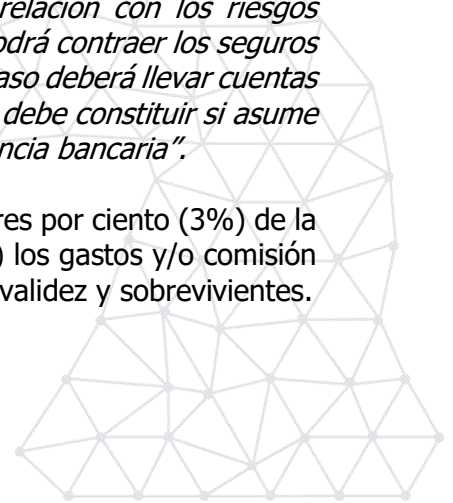 relación con los riesgos
odrá contraer los seguros
aso deberá llevar cuentas
debe constituir si asume
ncia bancaria”.
res por ciento (3%) de la
) los gastos y/o comisión
validez y sobrevivientes.